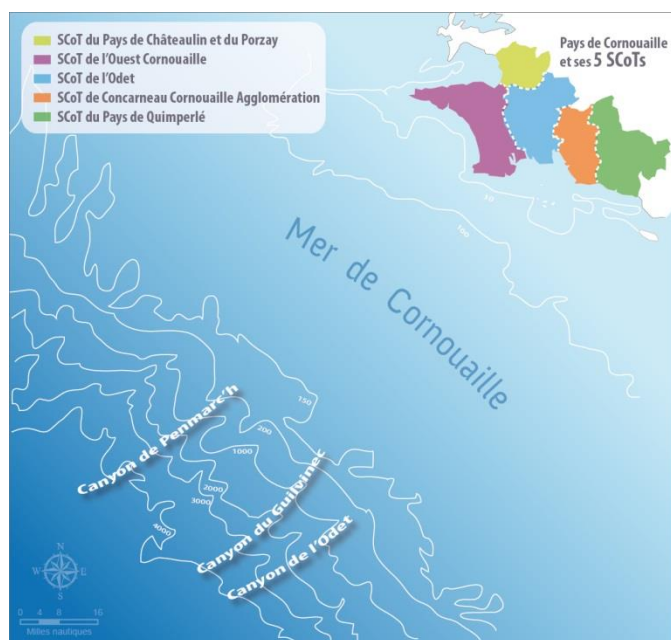 SCoT du Pays de Châteaulin et du Porzay
SCoT de l'Ouest Cornouaille
SCoT de l'Odet
SCoT de Concarneau Cornouaille Agglomération
SCoT du Pays de Quimperlé
Pays de Cornouaille
et ses 5 SCoTs
50
100
Mer de Cornouaille
150
200
1000
2000
3000
4000
Canyon de Penmarc'h
Canyon du Guilvinec
Canyon de l'Odet
N
W E
S
0 4 8 16
Milles nautiques